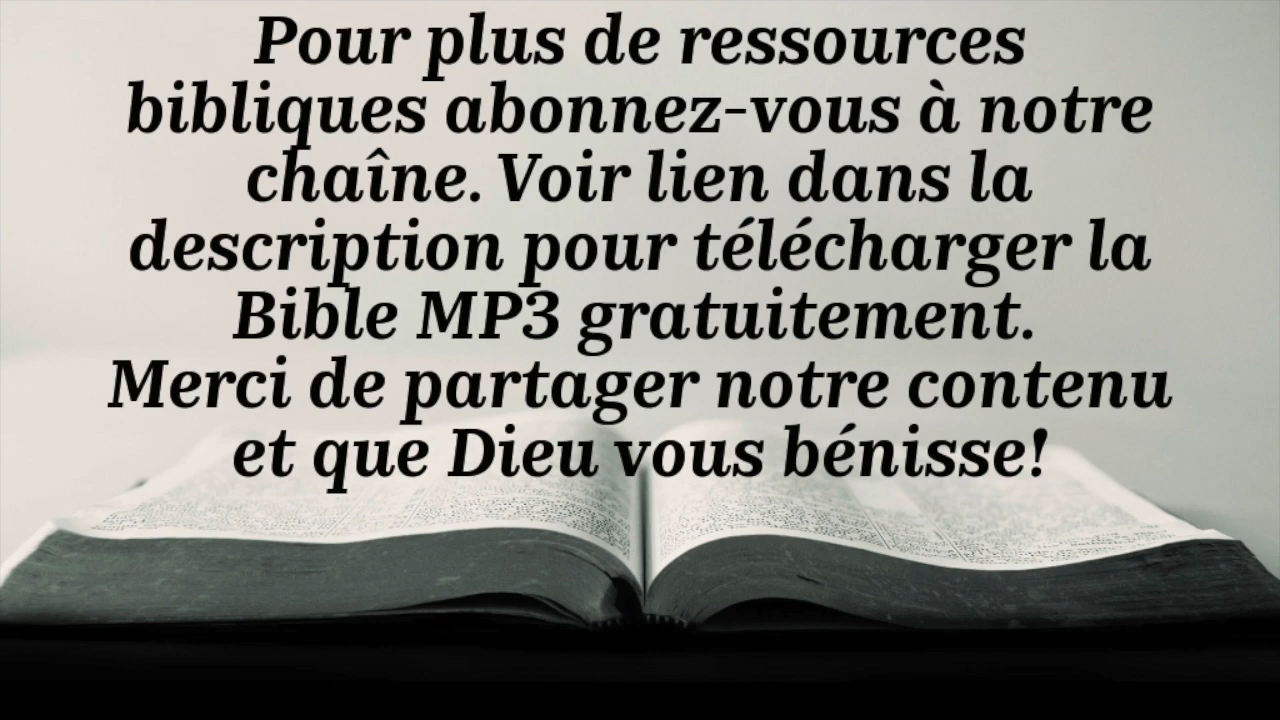 Pour plus de ressources
bibliques abonnez-vous à notre
chaîne. Voir lien dans la
description pour télécharger la
Bible MP3 gratuitement.
Merci de partager notre contenu
et que Dieu vous bénisse!